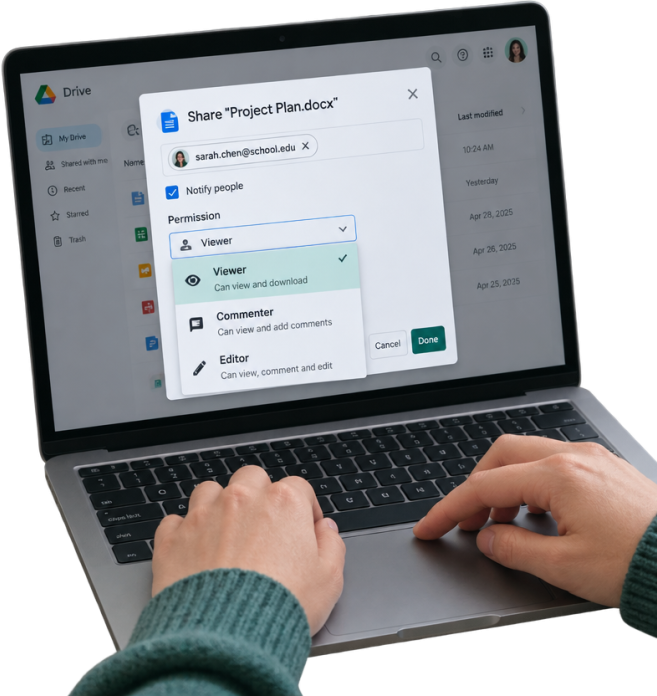 Drive
My Drive
Shared with me
Recent
Starred
Trash
Name
Last modified
10:24 AM
Yesterday
Apr 28, 2025
Apr 26, 2025
Apr 25, 2025
Share "Project Plan.docx"
sarah.chen@school.edu
Notify people
Permission
Viewer
Viewer
Can view and download
Commenter
Can view and add comments
Editor
Can view, comment and edit
Cancel
Done